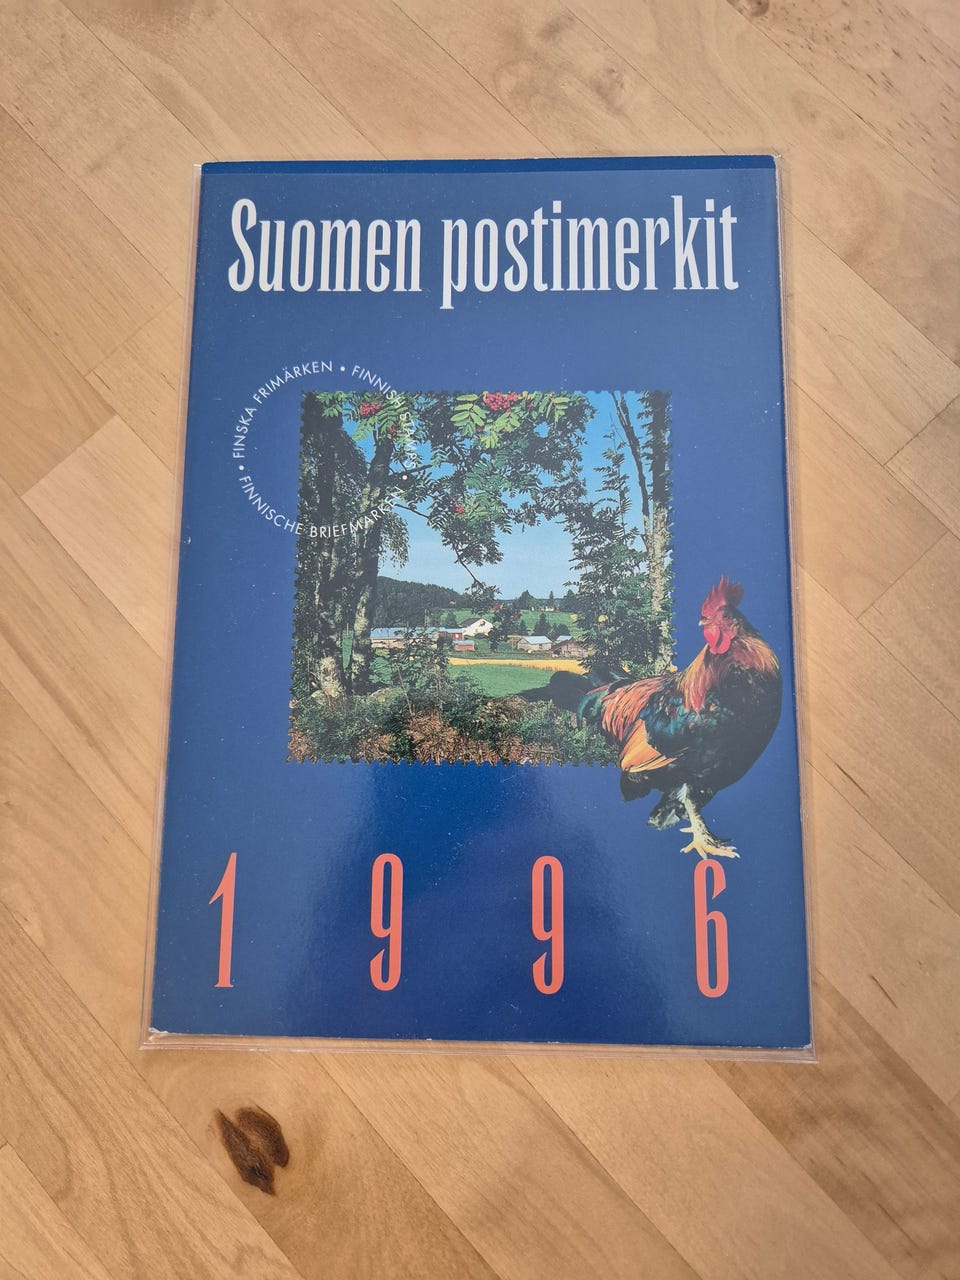 Suomen postimerkit
• FINSKA FRIMÄRKEN • FINNISH STAMPS • FINNISCHE BRIEFMARKEN
1996